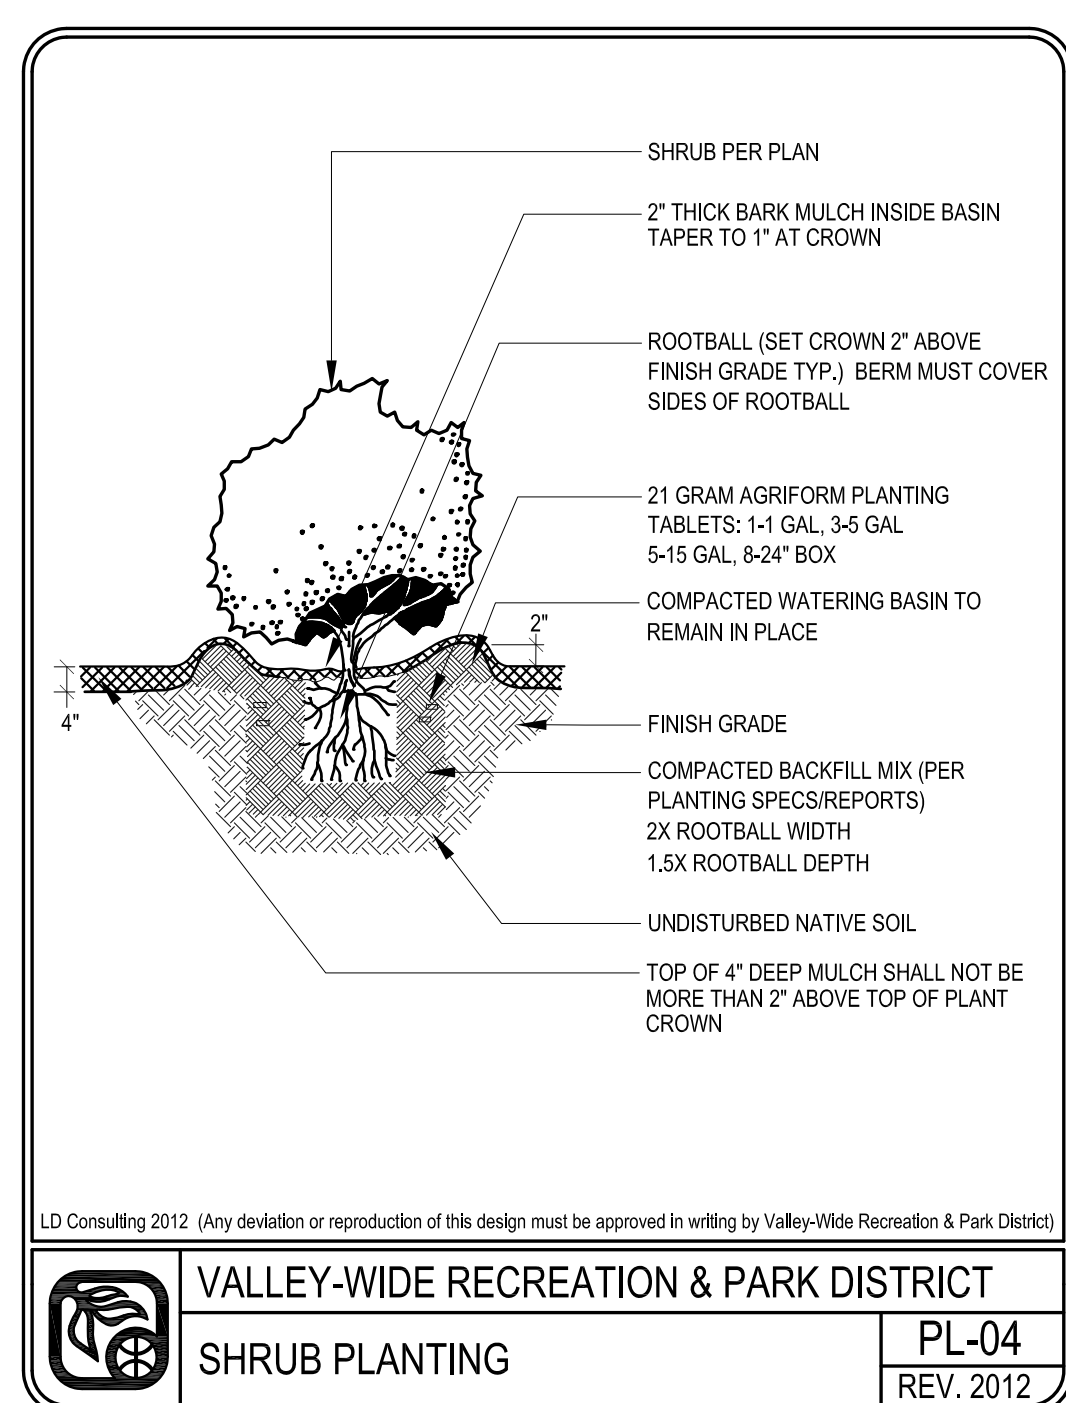 SHRUB PER PLAN
2" THICK BARK MULCH INSIDE BASIN
TAPER TO 1" AT CROWN
ROOTBALL (SET CROWN 2" ABOVE
FINISH GRADE TYP.) BERM MUST COVER
SIDES OF ROOTBALL
21 GRAM AGRIFORM PLANTING
TABLETS: 1-1 GAL, 3-5 GAL
5-15 GAL, 8-24" BOX
COMPACTED WATERING BASIN TO
REMAIN IN PLACE
2"
4"
FINISH GRADE
COMPACTED BACKFILL MIX (PER
PLANTING SPECS/REPORTS)
2X ROOTBALL WIDTH
1.5X ROOTBALL DEPTH
UNDISTURBED NATIVE SOIL
TOP OF 4" DEEP MULCH SHALL NOT BE
MORE THAN 2" ABOVE TOP OF PLANT
CROWN
LD Consulting 2012 (Any deviation or reproduction of this design must be approved in writing by Valley-Wide Recreation & Park District)
VALLEY-WIDE RECREATION & PARK DISTRICT
SHRUB PLANTING
PL-04
REV. 2012